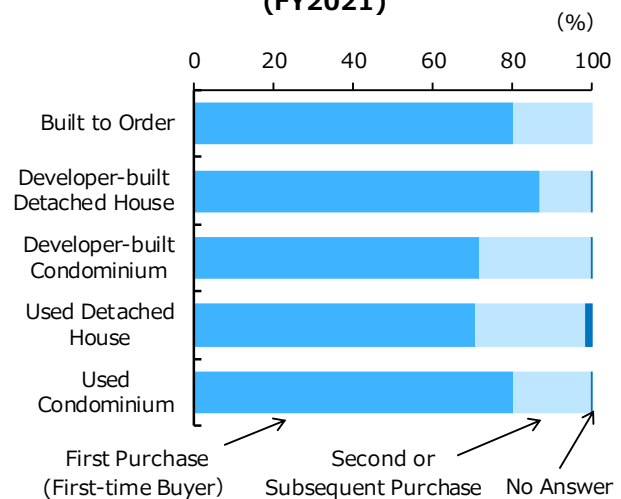 (FY2021)
(%)
0 20 40 60 80 100
Built to Order
Developer-built
Detached House
Developer-built
Condominium
Used Detached
House
Used
Condominium
First Purchase
(First-time Buyer)
Second or
Subsequent Purchase
No Answer